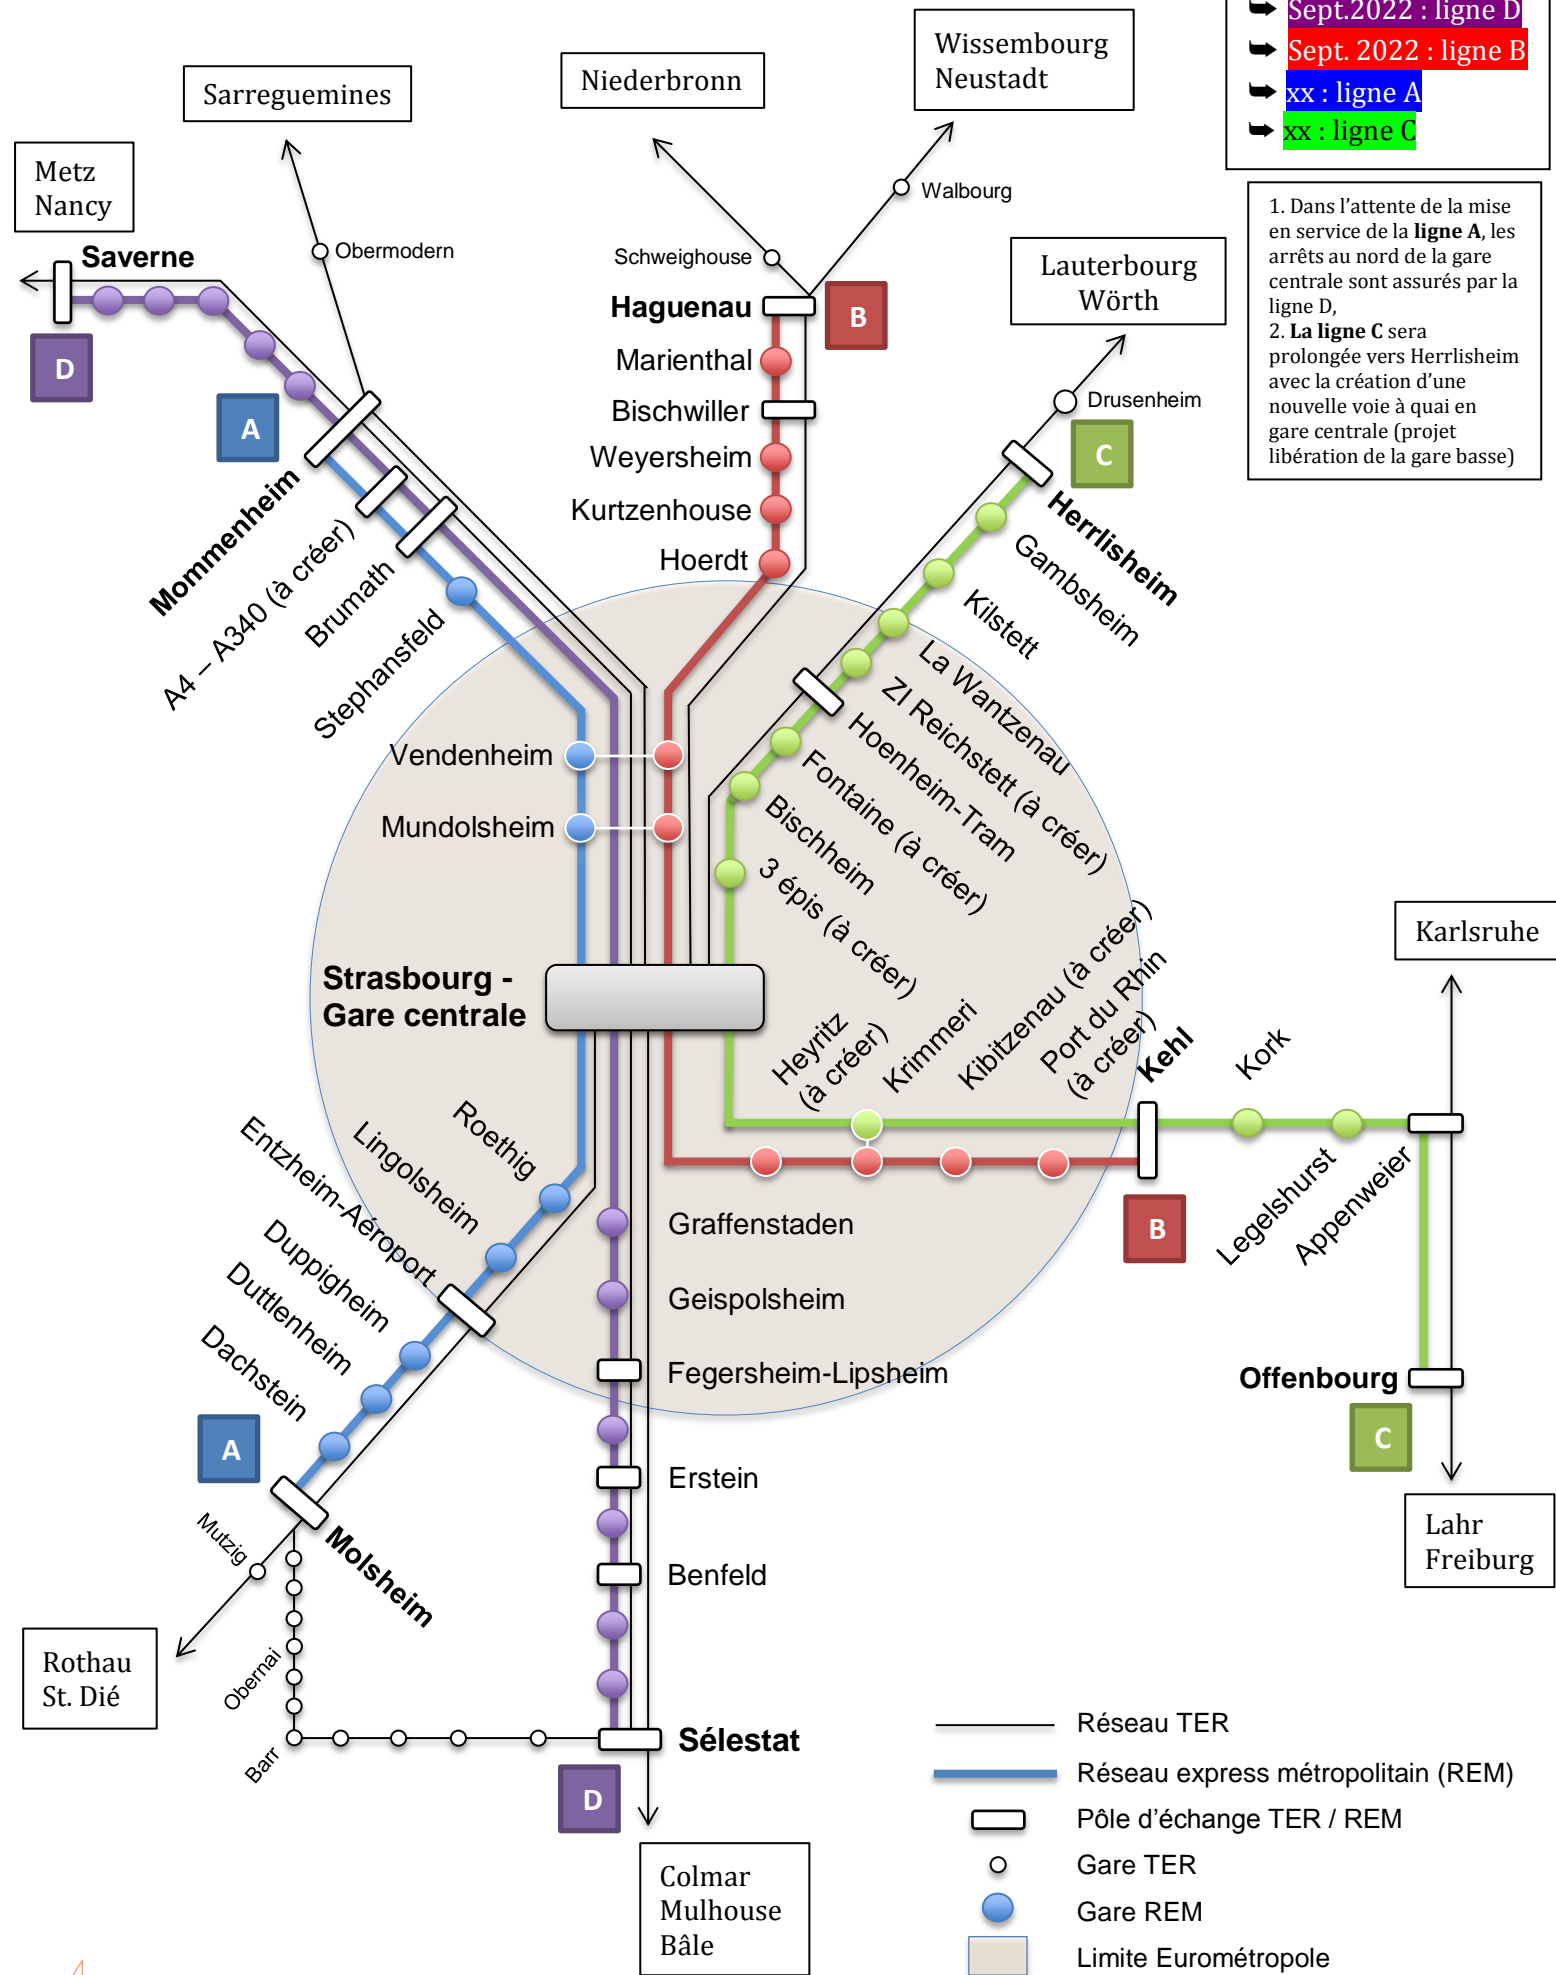 Sept.2022 : ligne D
Sept. 2022 : ligne B
xx : ligne A
xx : ligne C
Wissembourg
Neustadt
Niederbronn
Sarreguemines
Metz
Nancy
Walbourg
1. Dans l’attente de la mise
en service de la ligne A, les
arrêts au nord de la gare
centrale sont assurés par la
ligne D,
2. La ligne C sera
prolongée vers Herrlisheim
avec la création d’une
nouvelle voie à quai en
gare centrale (projet
libération de la gare basse)
Obermodern
Schweighouse
Saverne
Lauterbourg
Wörth
Haguenau
B
D
Marienthal
A
Bischwiller
Drusenheim
C
Weyersheim
Kurtzenhouse
Hoerdt
Mommenheim
A4 – A340 (à créer)
Brumath
Stephansfeld
Herrlisheim
Gambsheim
Kilstett
La Wantzenau
ZI Reichstett (à créer)
Hoenheim-Tram
Fontaine (à créer)
Bischheim
3 épis (à créer)
Vendenheim
Mundolsheim
Strasbourg -
Gare centrale
Karlsruhe
Heyritz
(à créer)
Krimmeri
Kibitzenau (à créer)
Port du Rhin
(à créer)
Kehl
Kork
Legelshurst
Appenweier
B
Roethig
Lingolsheim
Entzheim-Aéroport
Duppigheim
Duttlenheim
Dachstein
Graffenstaden
Geispolsheim
Fegersheim-Lipsheim
Offenbourg
C
A
Erstein
Benfeld
Molsheim
Mutzig
Lahr
Freiburg
Rothau
St. Dié
Obernai
Barr
Sélestat
D
Colmar
Mulhouse
Bâle
Réseau TER
Réseau express métropolitain (REM)
Pôle d’échange TER / REM
Gare TER
Gare REM
Limite Eurométropole